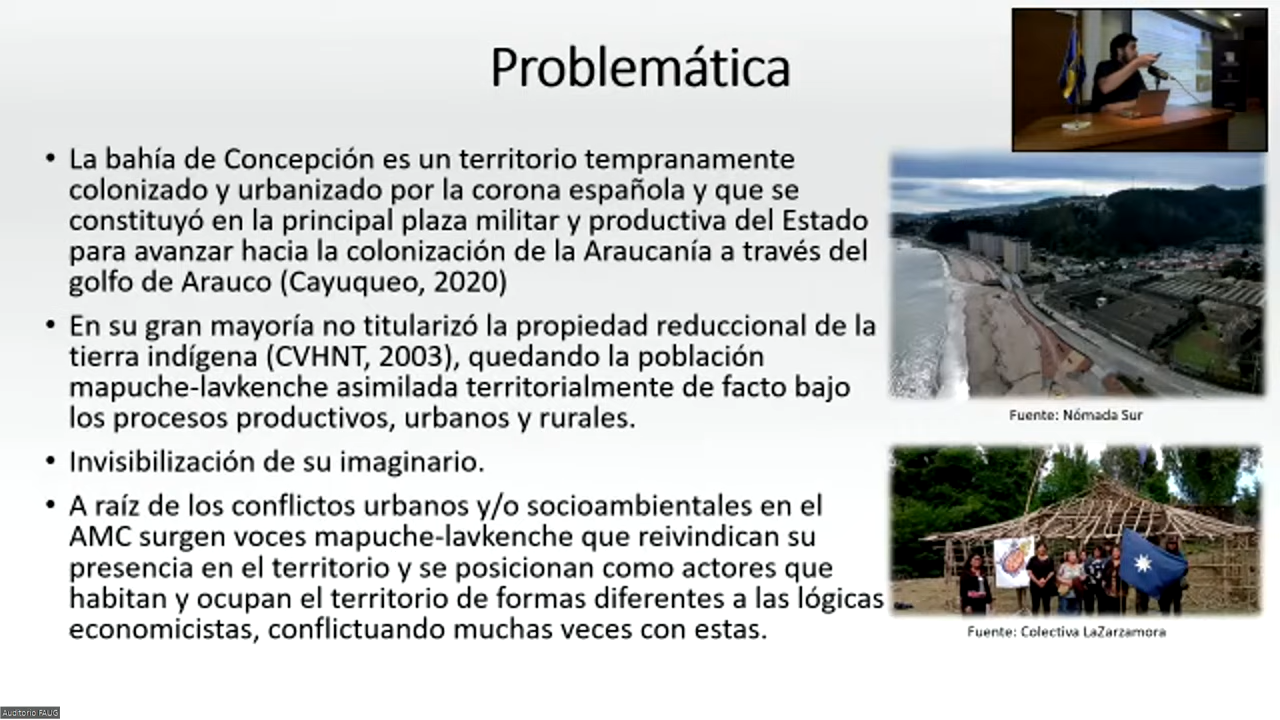 Problemática
• La bahía de Concepción es un territorio tempranamente
colonizado y urbanizado por la corona española y que se
constituyó en la principal plaza militar y productiva del Estado
para avanzar hacia la colonización de la Araucanía a través del
golfo de Arauco (Cayuqueo, 2020)
• En su gran mayoría no titularizó la propiedad reduccional de la
tierra indígena (CVHNT, 2003), quedando la población
mapuche-lavkenche asimilada territorialmente de facto bajo
los procesos productivos, urbanos y rurales.
• Invisibilización de su imaginario.
• A raíz de los conflictos urbanos y/o socioambientales en el
AMC surgen voces mapuche-lavkenche que reivindican su
presencia en el territorio y se posicionan como actores que
habitan y ocupan el territorio de formas diferentes a las lógicas
economicistas, conflictuando muchas veces con estas.
Fuente: Nómada Sur
Fuente: Colectiva LaZarzamora
Auditorio FAUG